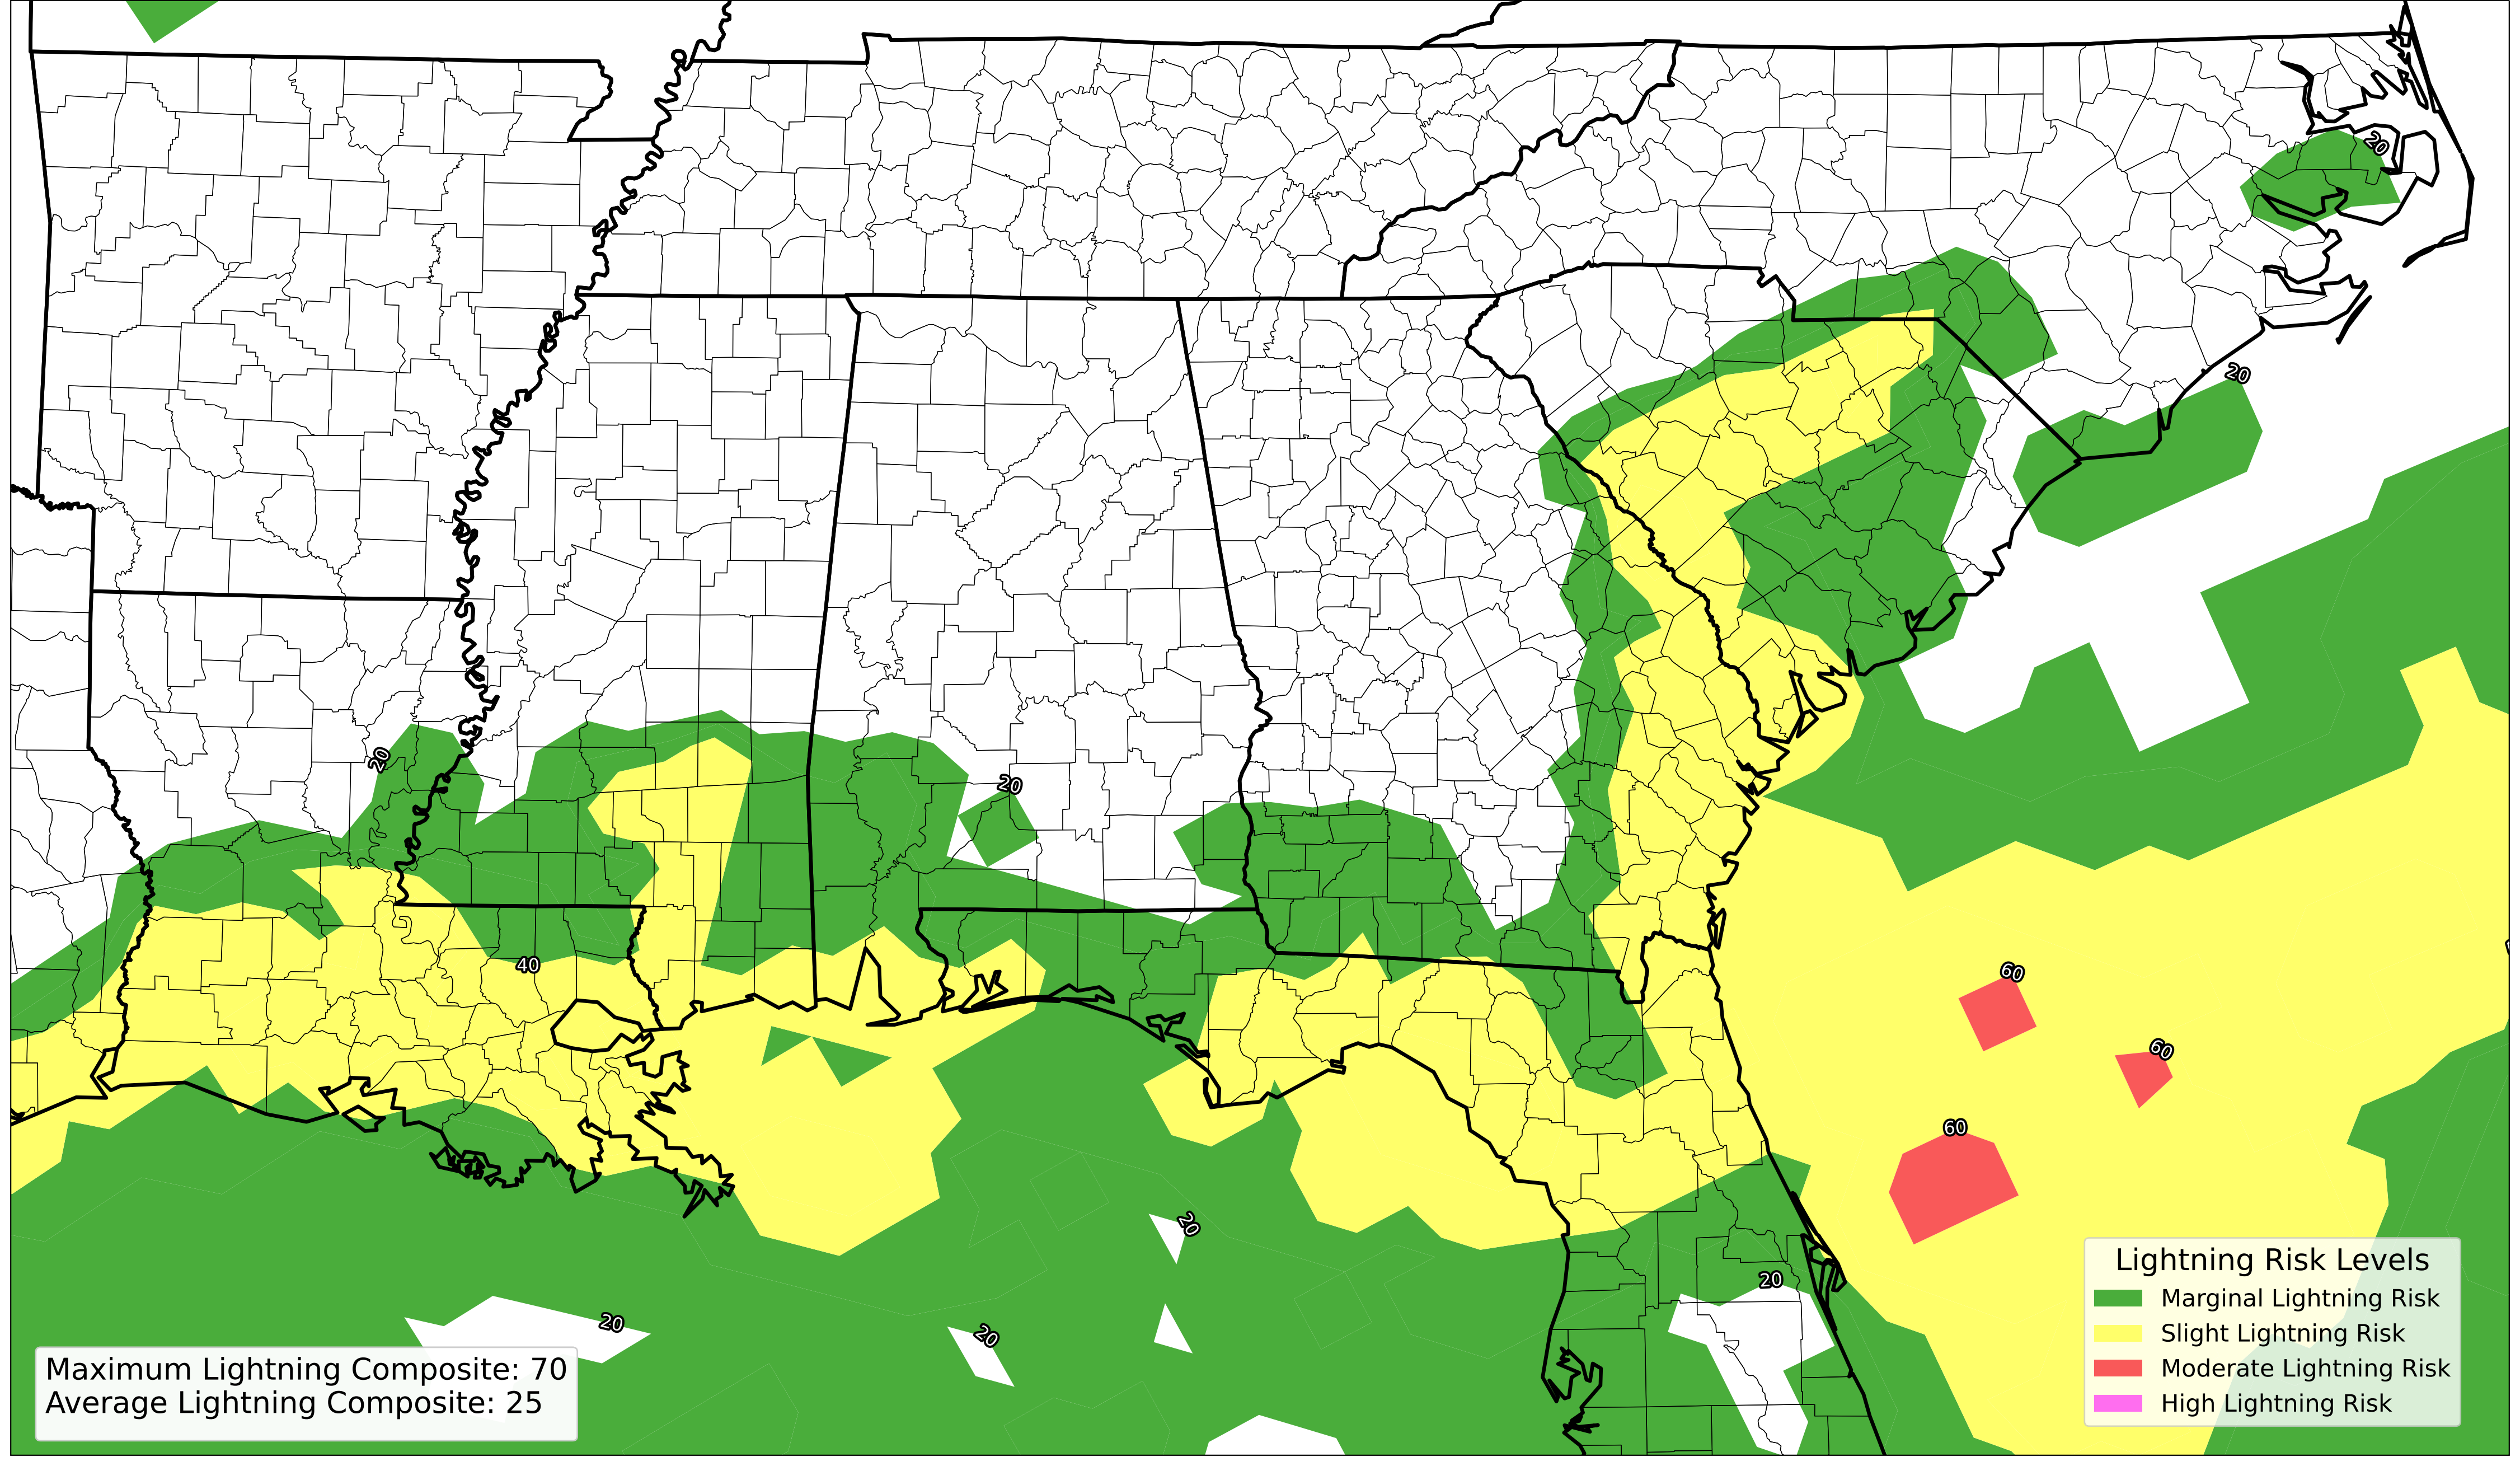 20
20
20
20
40
60
60
60
20
20
20
20
Lightning Risk Levels
Marginal Lightning Risk
Slight Lightning Risk
Moderate Lightning Risk
High Lightning Risk
Maximum Lightning Composite: 70
Average Lightning Composite: 25